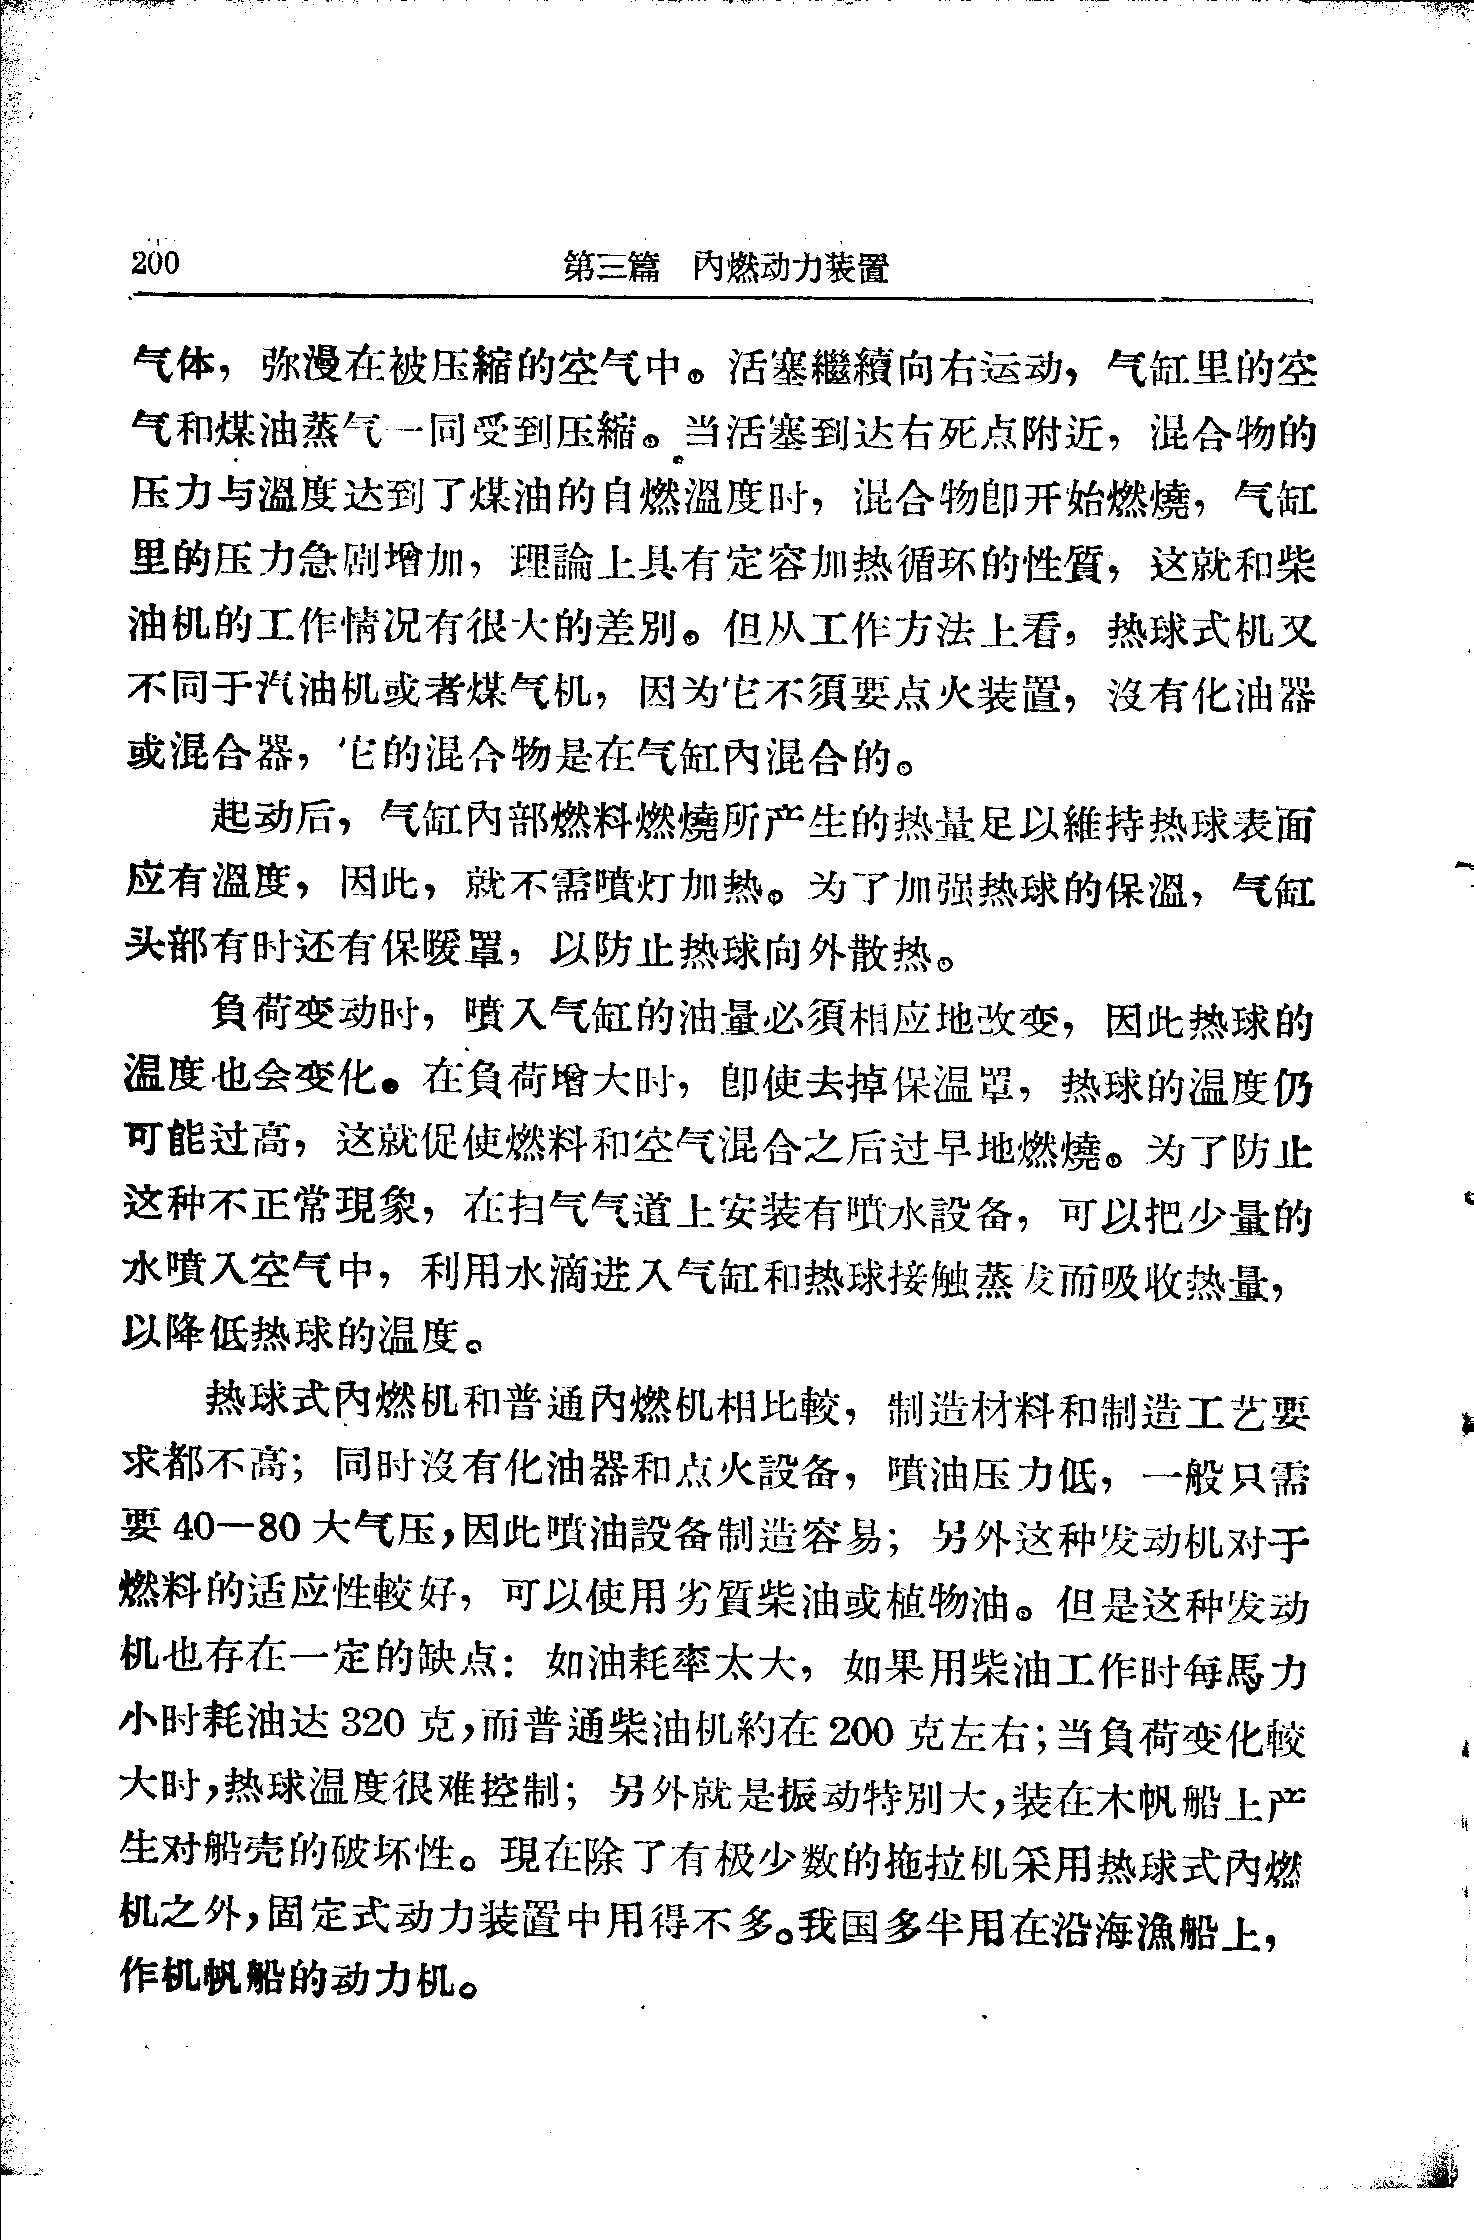 200
第三篇 內燃动力装置
气体，弥漫在被压縮的空气中。活塞繼續向右运动，气缸里的空
气和煤油蒸气一同受到压縮。当活塞到达右死点附近，混合物的
压力与溫度达到了煤油的自燃溫度时，混合物卽开始燃燒，气缸
里的压力急剧增加，理論上具有定容加热循环的性質，这就和柴
油机的工作情况有很大的差別。但从工作方法上看，热球式机又
不同于汽油机或者煤气机，因为它不須要点火装置，沒有化油器
或混合器，它的混合物是在气缸內混合的。
起动后，气缸內部燃料燃燒所产生的热量足以維持热球表面
应有溫度，因此，就不需噴灯加热。为了加强热球的保溫，气缸
头部有时还有保暖罩，以防止热球向外散热。
負荷变动时，噴入气缸的油量必須相应地改变，因此热球的
温度也会变化。在負荷增大时，卽使去掉保温罩，热球的温度仍
可能过高，这就促使燃料和空气混合之后过早地燃燒。为了防止
这种不正常現象，在扫气气道上安装有噴水設备，可以把少量的
水噴入空气中，利用水滴进入气缸和热球接触蒸发而吸收热量，
以降低热球的温度。
热球式內燃机和普通內燃机相比較，制造材料和制造工艺要
求都不高；同时沒有化油器和点火設备，噴油压力低，一般只需
要 40—80 大气压，因此噴油設备制造容易；另外这种发动机对于
燃料的适应性較好，可以使用劣質柴油或植物油。但是这种发动
机也存在一定的缺点：如油耗率太大，如果用柴油工作时每馬力
小时耗油达 320 克，而普通柴油机約在 200 克左右；当負荷变化較
大时，热球温度很难控制；另外就是振动特別大，装在木帆船上产
生对船壳的破坏性。現在除了有极少数的拖拉机采用热球式內燃
机之外，固定式动力装置中用得不多。我国多半用在沿海漁船上，
作机帆船的动力机。